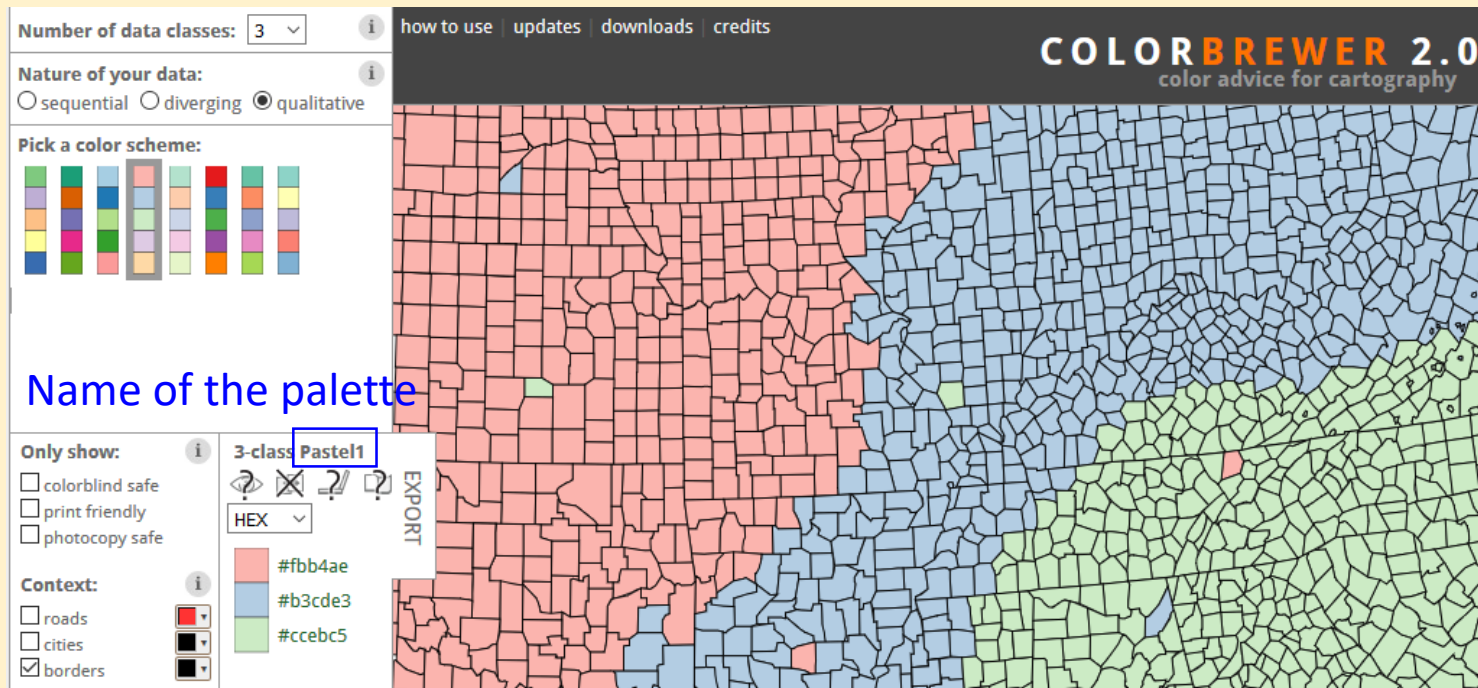 Number of data classes: 3 i
how to use | updates | downloads | credits
COLORBREWER 2.0
color advice for cartography
Nature of your data: i
sequential diverging qualitative
Pick a color scheme:
Name of the palette
Only show: i
colorblind safe
print friendly
photocopy safe
Context: i
roads
cities
borders
3-class Pastel1
HEX
#fbb4ae
#b3cde3
#ccebc5
EXPORT